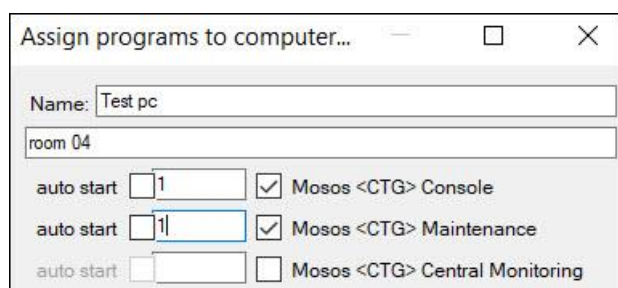 Assign programs to computer...
Name: Test pc
room 04
auto start 1 Mosos <CTG> Console
auto start 1 Mosos <CTG> Maintenance
auto start Mosos <CTG> Central Monitoring